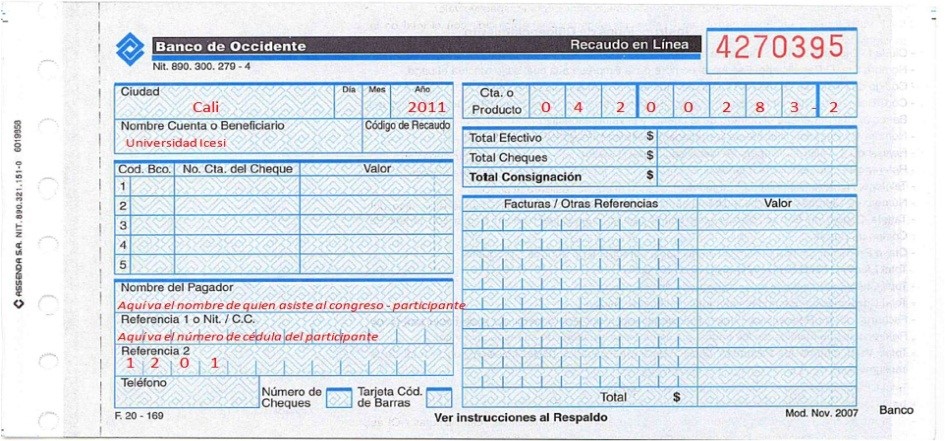 Banco de Occidente Recaudo en Línea 4270395
Nit. 890. 300. 279 - 4
Ciudad Día Mes Año
Cali 2011
Cta. o Producto 0 4 2 0 0 2 8 3 - 2
Nombre Cuenta o Beneficiario Código de Recaudo
Universidad Icesi
Total Efectivo $
Total Cheques $
Total Consignación $
Cod. Bco. No. Cta. del Cheque Valor
1
2
3
4
5
Facturas / Otras Referencias Valor
Nombre del Pagador
Aquí va el nombre de quien asiste al congreso - participante
Referencia 1 o Nit. / C.C.
Aquí va el número de cédula del participante
Referencia 2
1 2 0 1
Teléfono
Número de Cheques
Tarjeta Cód. de Barras
Total $
F. 20 - 169
Ver instrucciones al Respaldo
Mod. Nov. 2007
Banco
ASSENDA S.A. NIT. 890.321.151-0 6019558